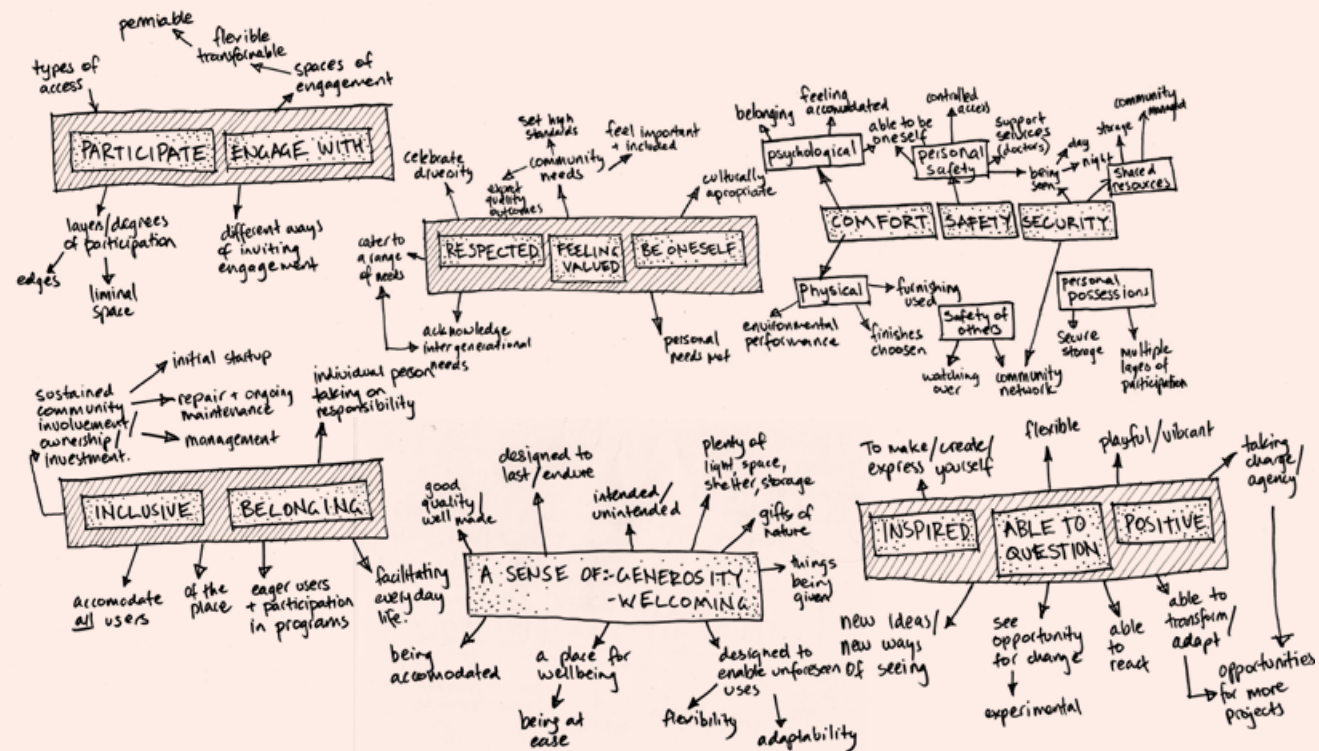 permiable
flexible
transformable
types of
access
spaces of
engagement
PARTICIPATE
ENGAGE WITH
layers/degrees
of participation
edges
liminal
space
different ways
of inviting
engagement
celebrate
diversity
set high
standards
community
needs
feel important
+ included
expect
quality
outcomes
culturally
apropriate
cater to
a range
of needs
RESPECTED
FEELING
VALUED
BE ONESELF
acknowledge
intergenerational
needs
personal
needs met
belonging
feeling
accomodated
able to be
oneself
psychological
controlled
access
personal
safety
support
services
(doctors)
being
seen
day
night
storage
community
managed
shared
resources
COMFORT
SAFETY
SECURITY
Physical
furnishing
used
environmental
performance
finishes
choosen
Safety of
others
watching
over
community
network
personal
possessions
secure
storage
multiple
layes of
participation
sustained
community
involvement/
ownership/
investment.
initial startup
repair + ongoing
maintenance
management
individual person
taking on
responsibility
INCLUSIVE
BELONGING
accomodate
all users
of the
place
eager users
+ participation
in programs
facilitating
everyday
life.
good
quality/
well made
designed to
last/endure
intended/
unintended
plenty of
light, space,
shelter, storage
gifts of
nature
things
being
given
A SENSE OF:-GENEROSITY
-WELCOMING
being
accomodated
a place for
wellbeing
being at
ease
designed to
enable unforeseen
uses
flexibility
adaptability
To make/create/
express yourself
flexible
playful/vibrant
taking
charge/
agency
INSPIRED
ABLE TO
QUESTION
POSITIVE
new ideas/
new ways
of seeing
see
opportunity
for change
experimental
able
to
react
able to
transform/
adapt
opportunities
for more
projects